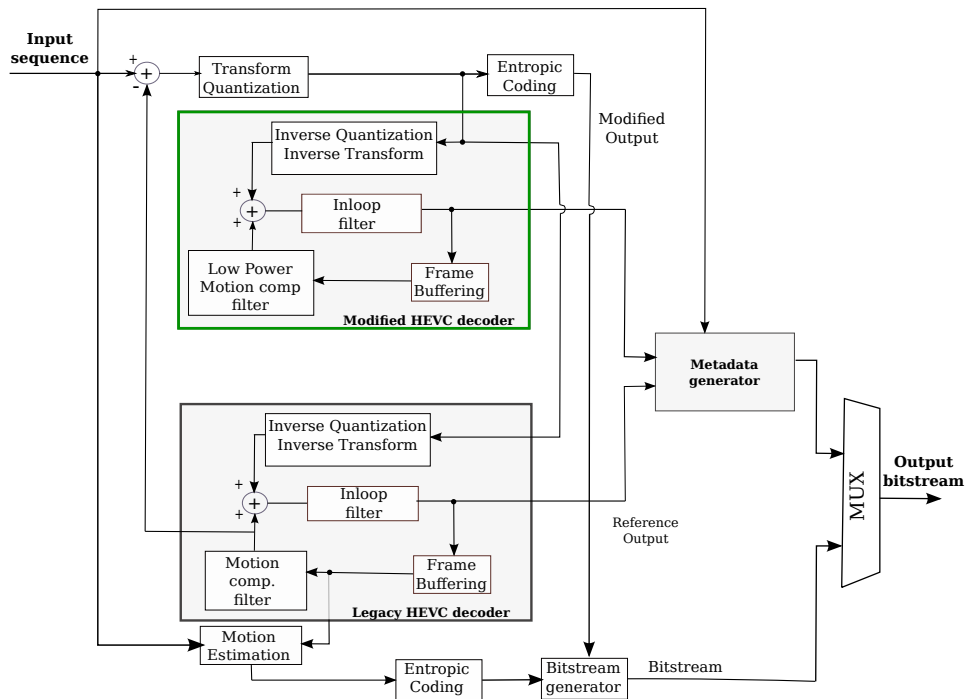 Input
sequence
+
+
-
Transform
Quantization
Entropic
Coding
Modified
Output
Inverse Quantization
Inverse Transform
+
+
+
Inloop
filter
Low Power
Motion comp
filter
Frame
Buffering
Modified HEVC decoder
Metadada
generator
Inverse Quantization
Inverse Transform
+
+
+
Inloop
filter
Reference
Output
Motion
comp.
filter
Frame
Buffering
Legacy HEVC decoder
MUX
Output
bitstream
Motion
Estimation
Entropic
Coding
Bitstream
generator
Bitstream